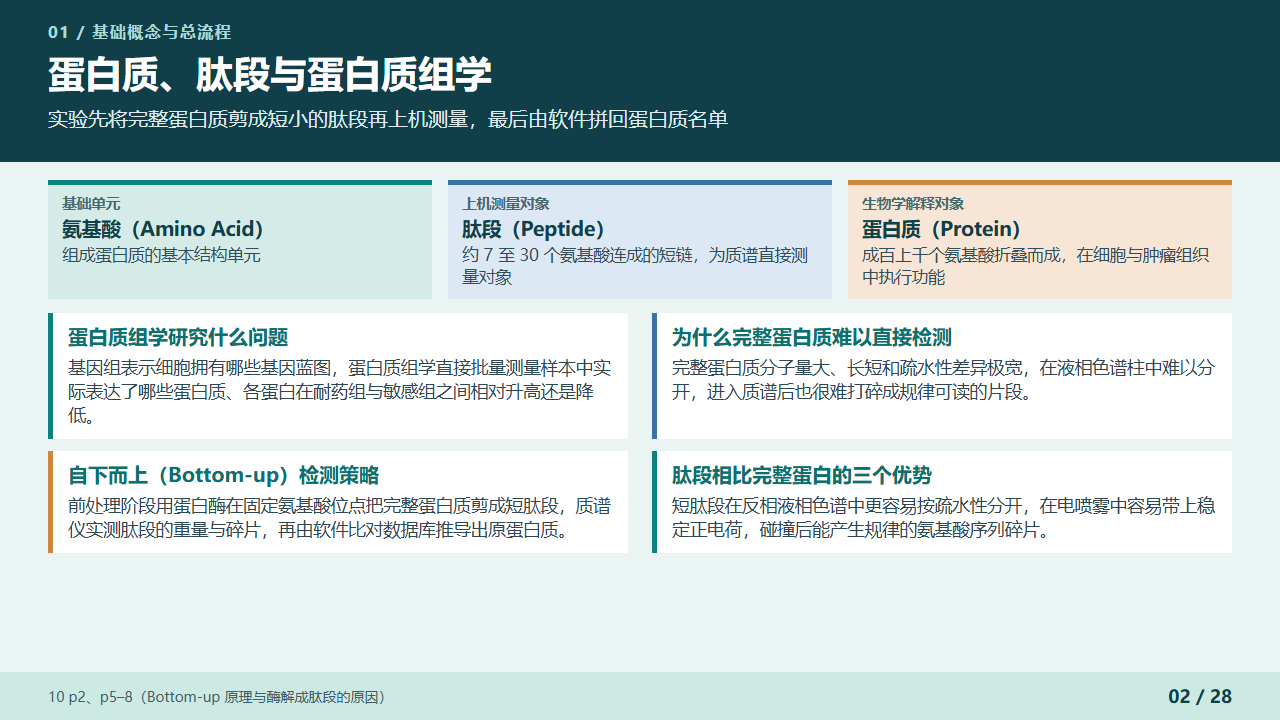 01 / 基础概念与总流程
蛋白质、肽段与蛋白质组学
实验先将完整蛋白质剪成短小的肽段再上机测量，最后由软件拼回蛋白质名单
基础单元
氨基酸（Amino Acid）
组成蛋白质的基本结构单元
上机测量对象
肽段（Peptide）
约 7 至 30 个氨基酸连成的短链，为质谱直接测
量对象
生物学解释对象
蛋白质（Protein）
成百上千个氨基酸折叠而成，在细胞与肿瘤组织
中执行功能
蛋白质组学研究什么问题
基因组表示细胞拥有哪些基因蓝图，蛋白质组学直接批量测量样本中实
际表达了哪些蛋白质、各蛋白在耐药组与敏感组之间相对升高还是降
低。
为什么完整蛋白质难以直接检测
完整蛋白质分子量大、长短和疏水性差异极宽，在液相色谱柱中难以分
开，进入质谱后也很难打碎成规律可读的片段。
自下而上（Bottom-up）检测策略
前处理阶段用蛋白酶在固定氨基酸位点把完整蛋白质剪成短肽段，质谱
仪实测肽段的重量与碎片，再由软件比对数据库推导出原蛋白质。
肽段相比完整蛋白的三个优势
短肽段在反相液相色谱中更容易按疏水性分开，在电喷雾中容易带上稳
定正电荷，碰撞后能产生规律的氨基酸序列碎片。
10 p2、p5–8（Bottom-up 原理与酶解成肽段的原因）
02 / 28